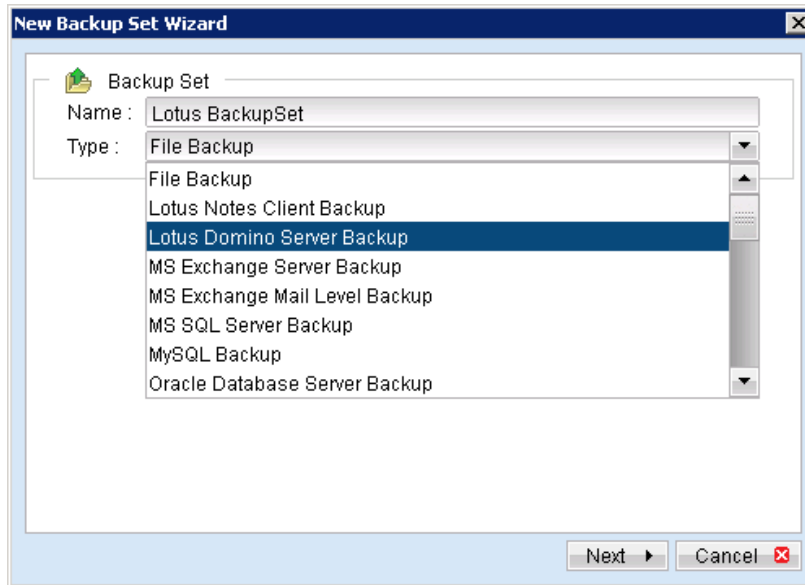 New Backup Set Wizard
Backup Set
Name : Lotus BackupSet
Type : File Backup
File Backup
Lotus Notes Client Backup
Lotus Domino Server Backup
MS Exchange Server Backup
MS Exchange Mail Level Backup
MS SQL Server Backup
MySQL Backup
Oracle Database Server Backup
Next Cancel